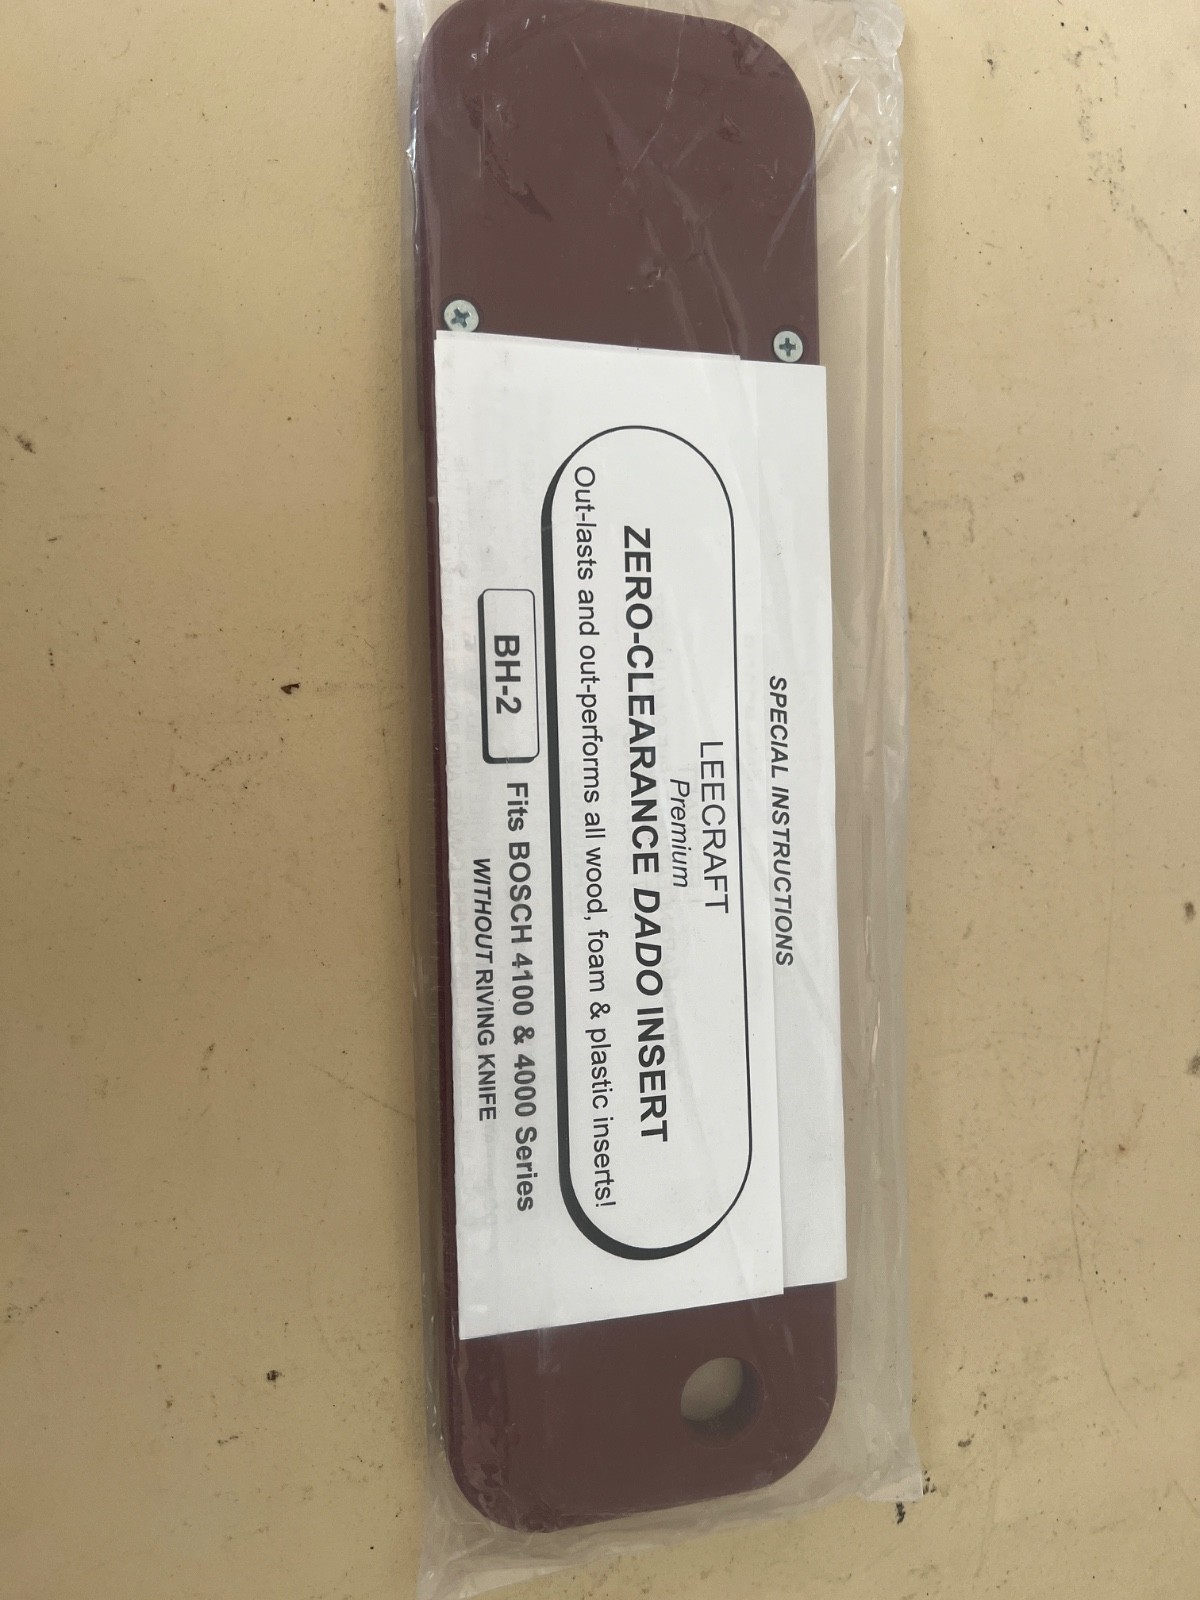 SPECIAL INSTRUCTIONS
LEECRAFT
Premium
ZERO-CLEARANCE DADO INSERT
Out-lasts and out-performs all wood, foam & plastic inserts!
BH-2
Fits BOSCH 4100 & 4000 Series
WITHOUT RIVING KNIFE